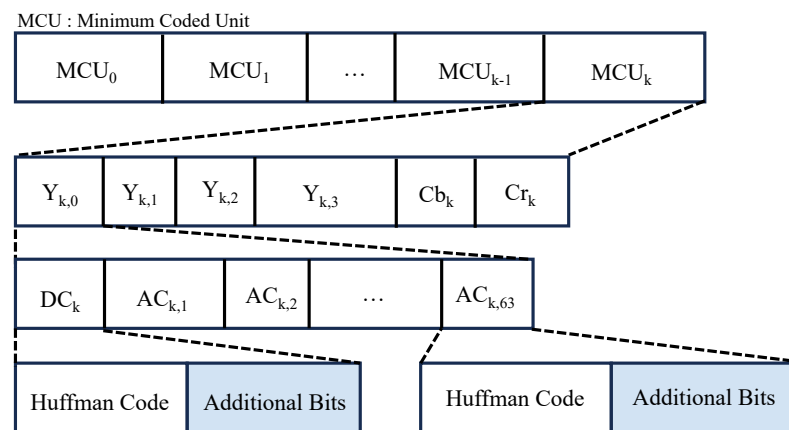 MCU : Minimum Coded Unit
MCU₀ MCU₁ ... MCUₖ₋₁ MCUₖ
Yₖ,₀ Yₖ,₁ Yₖ,₂ Yₖ,₃ Cbₖ Crₖ
DCₖ ACₖ,₁ ACₖ,₂ ... ACₖ,₆₃
Huffman Code Additional Bits Huffman Code Additional Bits